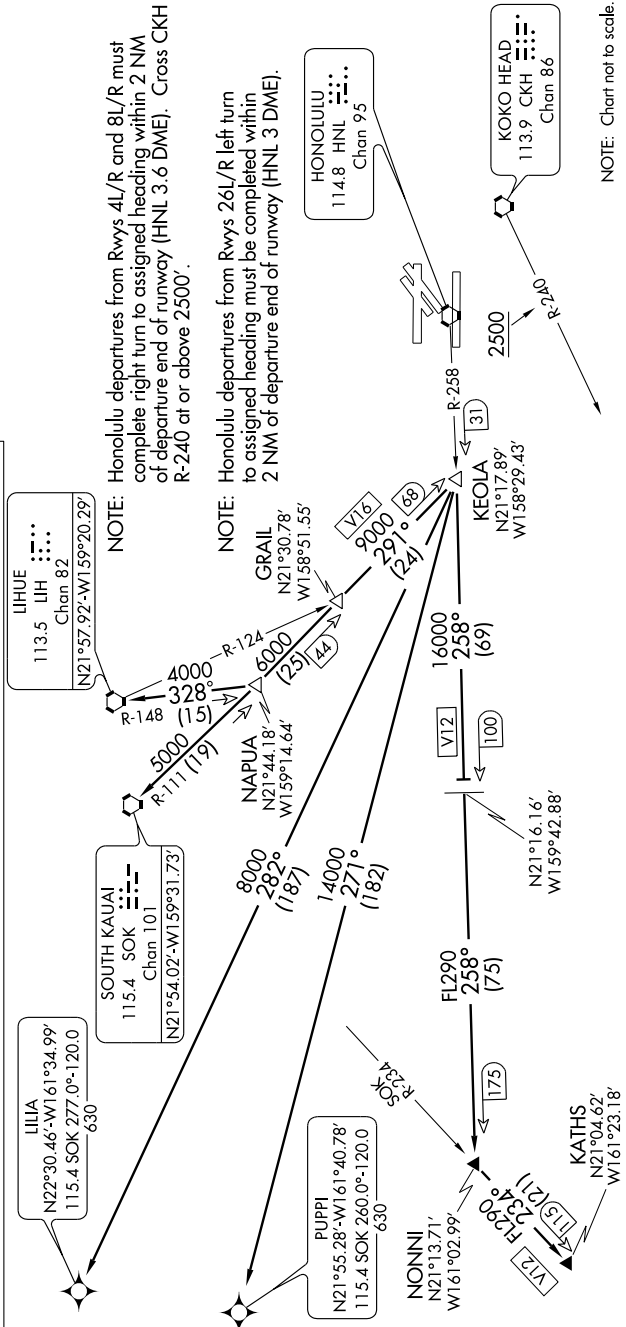 LIHUE
113.5 LIH
Chan 82
N21°57.92'-W159°20.29'
NOTE: Honolulu departures from Rwys 4L/R and 8L/R must
complete right turn to assigned heading within 2 NM
of departure end of runway (HNL 3.6 DME). Cross CKH
R-240 at or above 2500'.
NOTE: Honolulu departures from Rwys 26L/R left turn
to assigned heading must be completed within
2 NM of departure end of runway (HNL 3 DME).
LILIA
N22°30.46'-W161°34.99'
115.4 SOK 277.0°-120.0
630
SOUTH KAUAI
115.4 SOK
Chan 101
N21°54.02'-W159°31.73'
5000
R-111 (19)
R-148
4000
328°
(15)
R-124
6000
(25)
44
NAPUA
N21°44.18'
W159°14.64'
GRAIL
N21°30.78'
W158°51.55'
V16
9000
291°
(24)
68
HONOLULU
114.8 HNL
Chan 95
8000
282°
(187)
14000
271°
(182)
PUPPI
N21°55.28'-W161°40.78'
115.4 SOK 260.0°-120.0
630
R-258
31
KEOLA
N21°17.89'
W158°29.43'
16000
258°
(69)
V12
100
N21°16.16'
W159°42.88'
FL290
258°
(75)
175
SOK
R-234
NONNI
N21°13.71'
W161°02.99'
FL290
234°
(21)
115
V12
KATHS
N21°04.62'
W161°23.18'
2500
R-240
KOKO HEAD
113.9 CKH
Chan 86
NOTE: Chart not to scale.